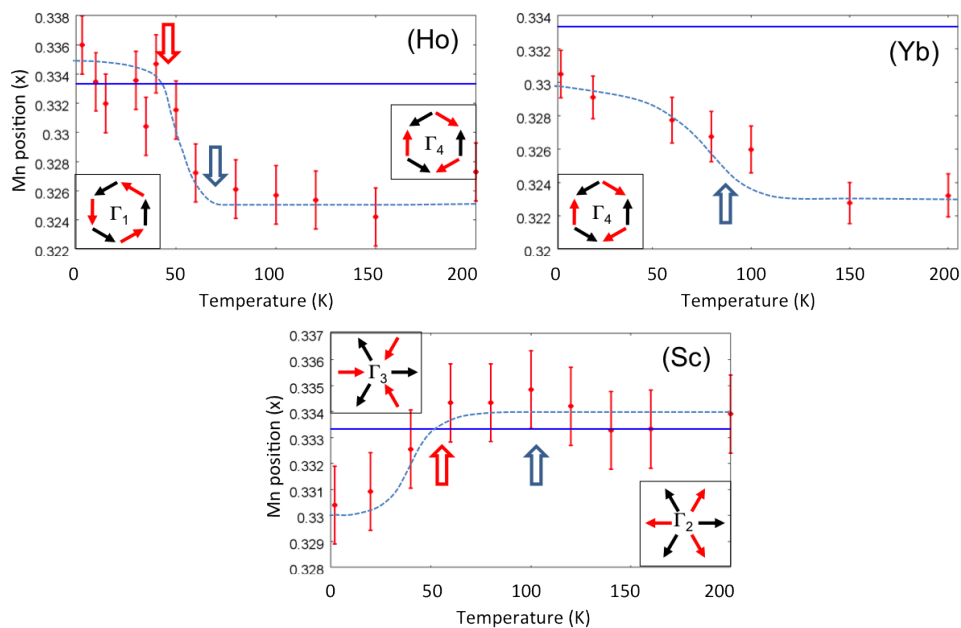 (Ho)
Mn position (x)
0.338
0.336
0.334
0.332
0.33
0.328
0.326
0.324
0.322
Γ1
Γ4
0 50 100 150 200
Temperature (K)
(Yb)
0.334
0.332
0.33
0.328
0.326
0.324
0.322
0.32
Γ4
0 50 100 150 200
Temperature (K)
(Sc)
Mn position (x)
0.337
0.336
0.335
0.334
0.333
0.332
0.331
0.33
0.329
0.328
Γ3
Γ2
0 50 100 150 200
Temperature (K)